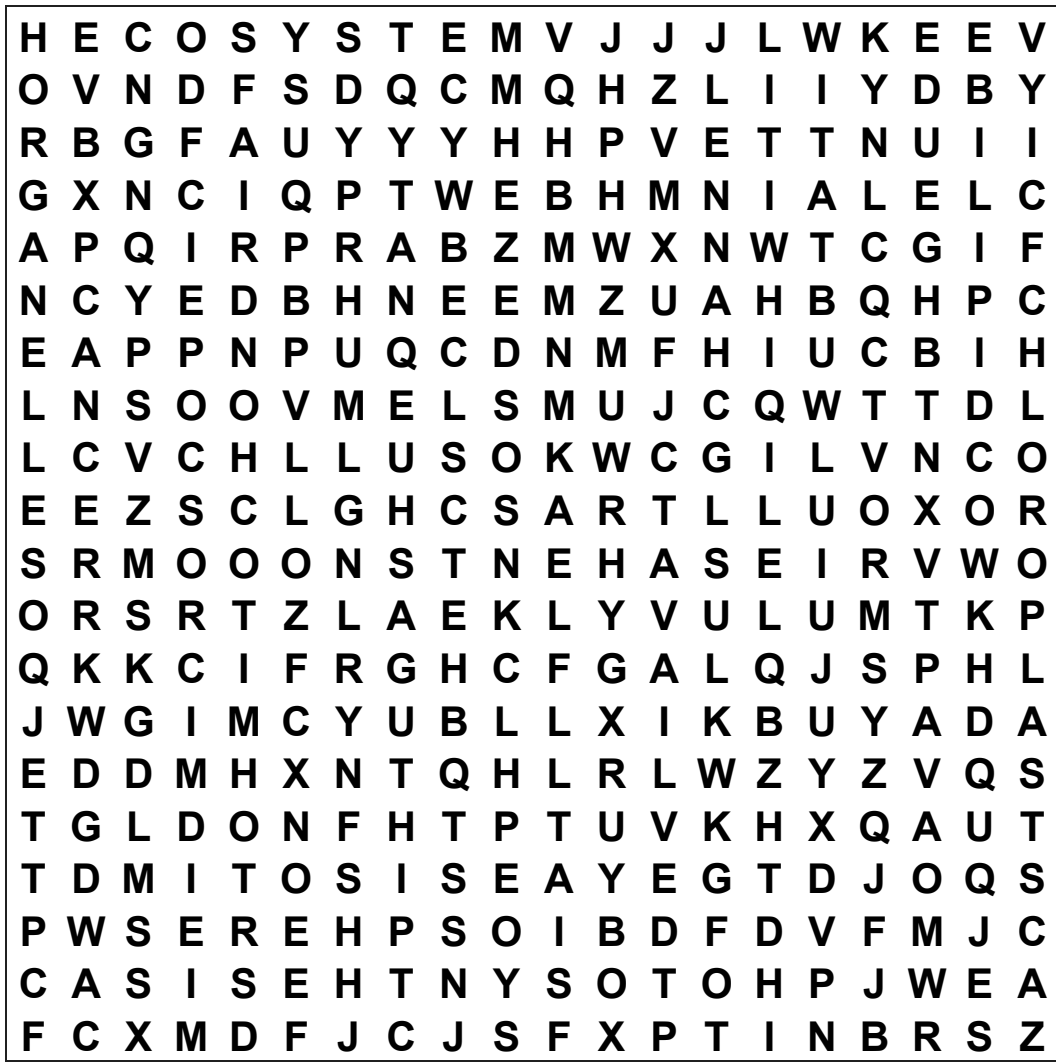 H E C O S Y S T E M V J J J L W K E E V
O V N D F S D Q C M Q H Z L I I Y D B Y
R B G F A U Y Y Y H H P V E T T N U I I
G X N C I Q P T W E B H M N I A L E L C
A P Q I R P R A B Z M W X N W T C G I F
N C Y E D B H N E E M Z U A H B Q H P C
E A P P N P U Q C D N M F H I U C B I H
L N S O O V M E L S M U J C Q W T T D L
L C V C H L L U S O K W C G I L V N C O
E E Z S C L G H C S A R T L L U O X O R
S R M O O O N S T N E H A S E I R V W O
O R S R T Z L A E K L Y V U L U M T K P
Q K K C I F R G H C F G A L Q J S P H L
J W G I M C Y U B L L X I K B U Y A D A
E D D M H X N T Q H L R L W Z Y Z V Q S
T G L D O N F H T P T U V K H X Q A U T
T D M I T O S I S E A Y E G T D J O Q S
P W S E R E H P S O I B D F D V F M J C
C A S I S E H T N Y S O T O H P J W E A
F C X M D F J C J S F X P T I N B R S Z